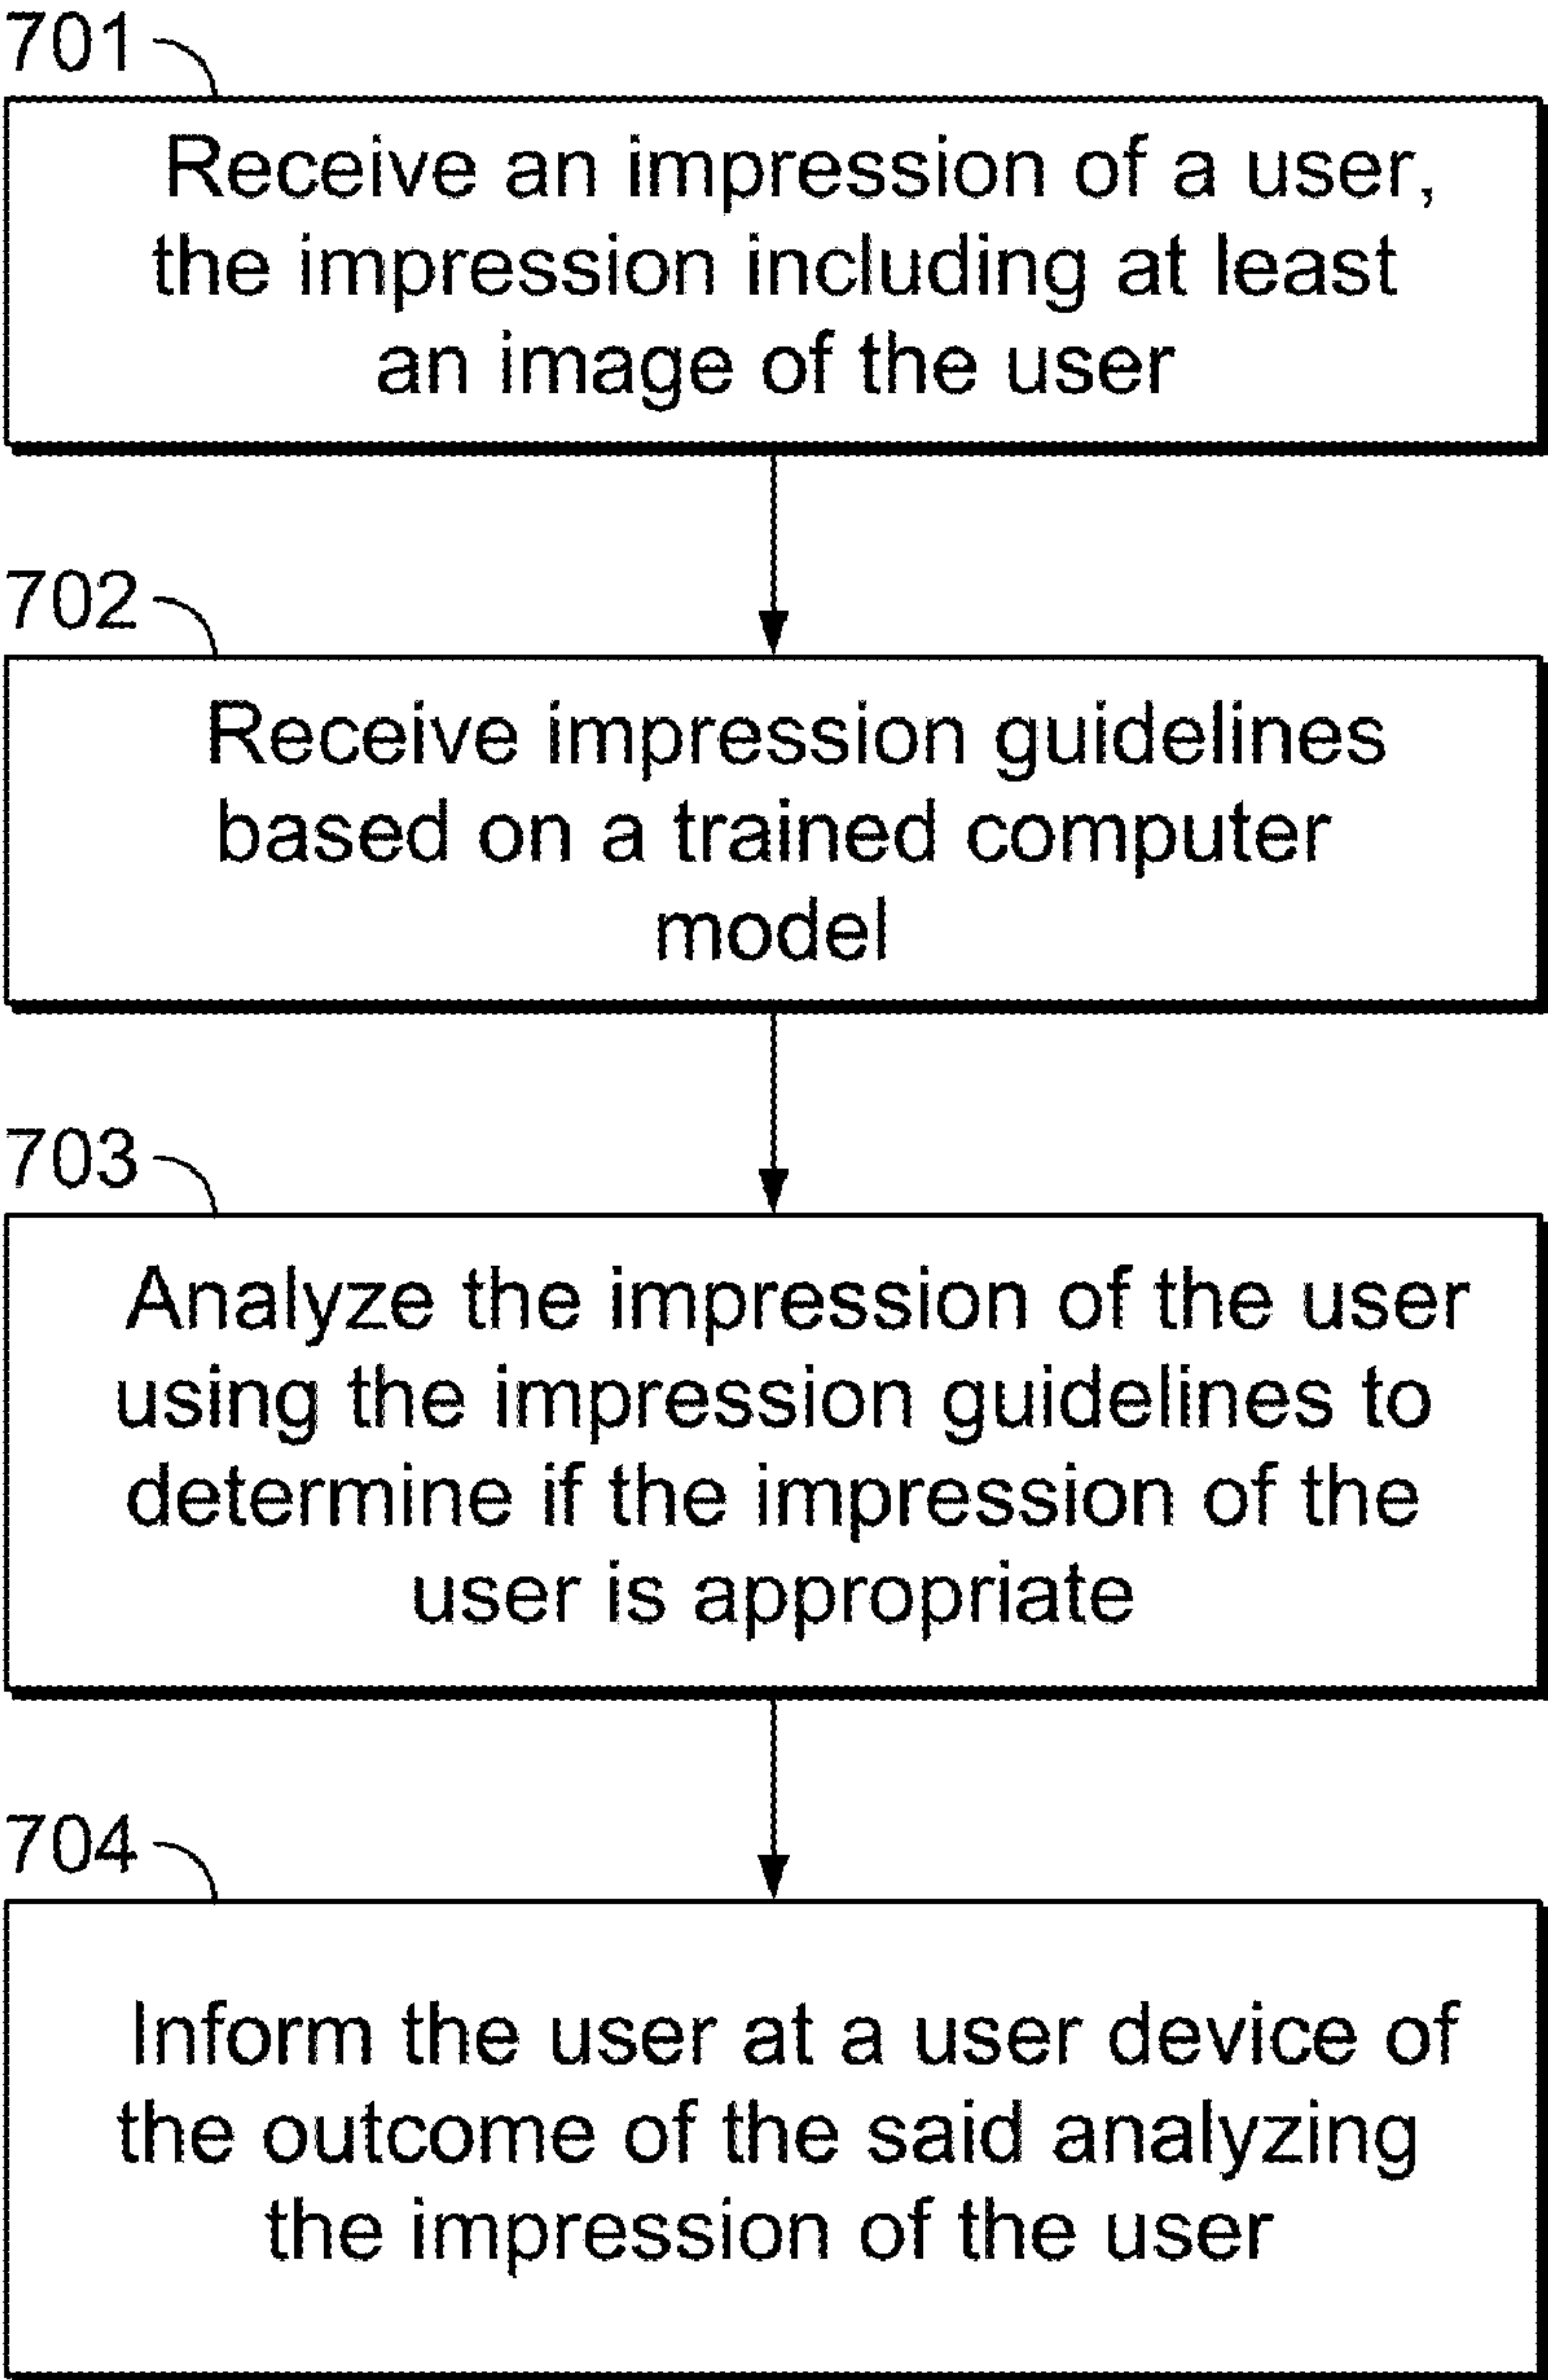 701
Receive an impression of a user,
the impression including at least
an image of the user
702
Receive impression guidelines
based on a trained computer
model
703
Analyze the impression of the user
using the impression guidelines to
determine if the impression of the
user is appropriate
704
Inform the user at a user device of
the outcome of the said analyzing
the impression of the user